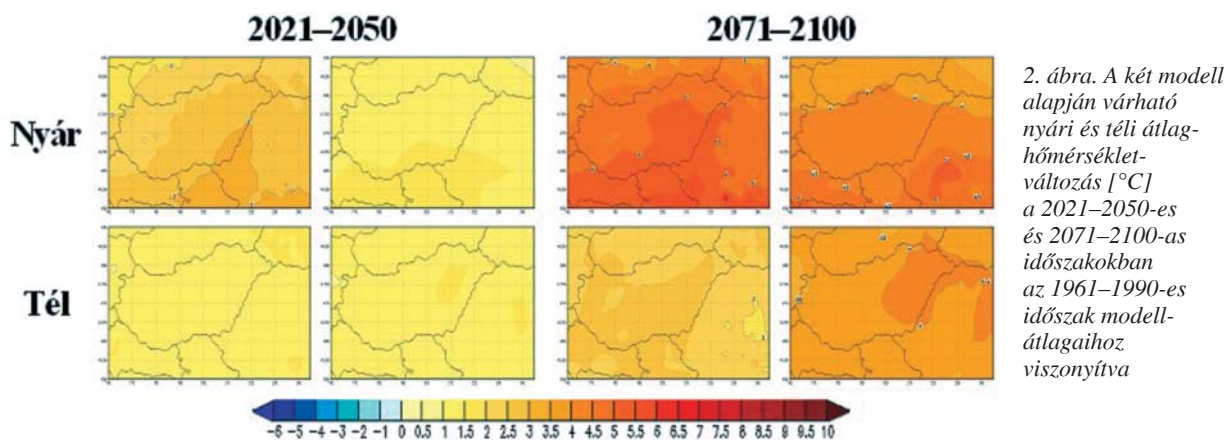 2021–2050
2071–2100
Nyár
Tél
-6 -5 -4 -3 -2 -1 0 0.5 1 1.5 2 2.5 3 3.5 4 4.5 5 5.5 6 6.5 7 7.5 8 8.5 9 9.5 10
2. ábra. A két modell
alapján várható
nyári és téli átlag-
hőmérséklet-
változás [°C]
a 2021–2050-es
és 2071–2100-as
időszakokban
az 1961–1990-es
időszak modell-
átlagaihoz
viszonyítva